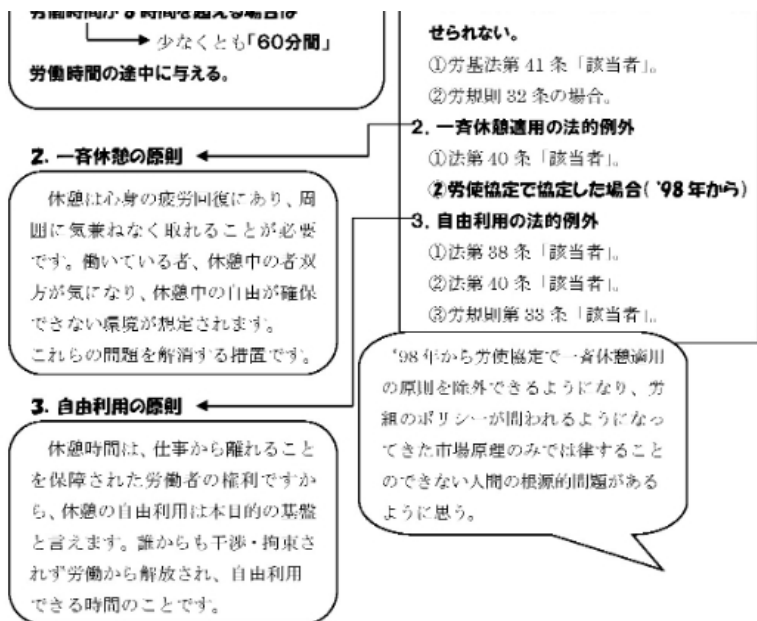 労働時間が8時間を超える場合は
少なくとも「60分間」
労働時間の途中に与える。
2. 一斉休憩の原則
休憩は心身の疲労回復にあり、周
囲に気兼ねなく取れることが必要
です。働いている者、休憩中の者双
方が気になり、休憩中の自由が確保
できない環境が想定されます。
これらの問題を解消する措置です。
3. 自由利用の原則
休憩時間は、仕事から離れること
を保障された労働者の権利ですか
ら、休憩の自由利用は本目的の基盤
と言えます。誰からも干渉・拘束さ
れず労働から解放され、自由利用
できる時間のことです。
せられない。
①労基法第41条「該当者」。
②労規則32条の場合。
2. 一斉休憩適用の法的例外
①法第40条「該当者」。
②労使協定で協定した場合('98年から)
3. 自由利用の法的例外
①法第38条「該当者」。
②法第40条「該当者」。
③労規則第33条「該当者」。
'98年から労使協定で一斉休憩適用
の原則を除外できるようになり、労
組のポリシーが問われるようになっ
てきた市場原理のみでは律すること
のできない人間の根源的問題がある
ように思う。